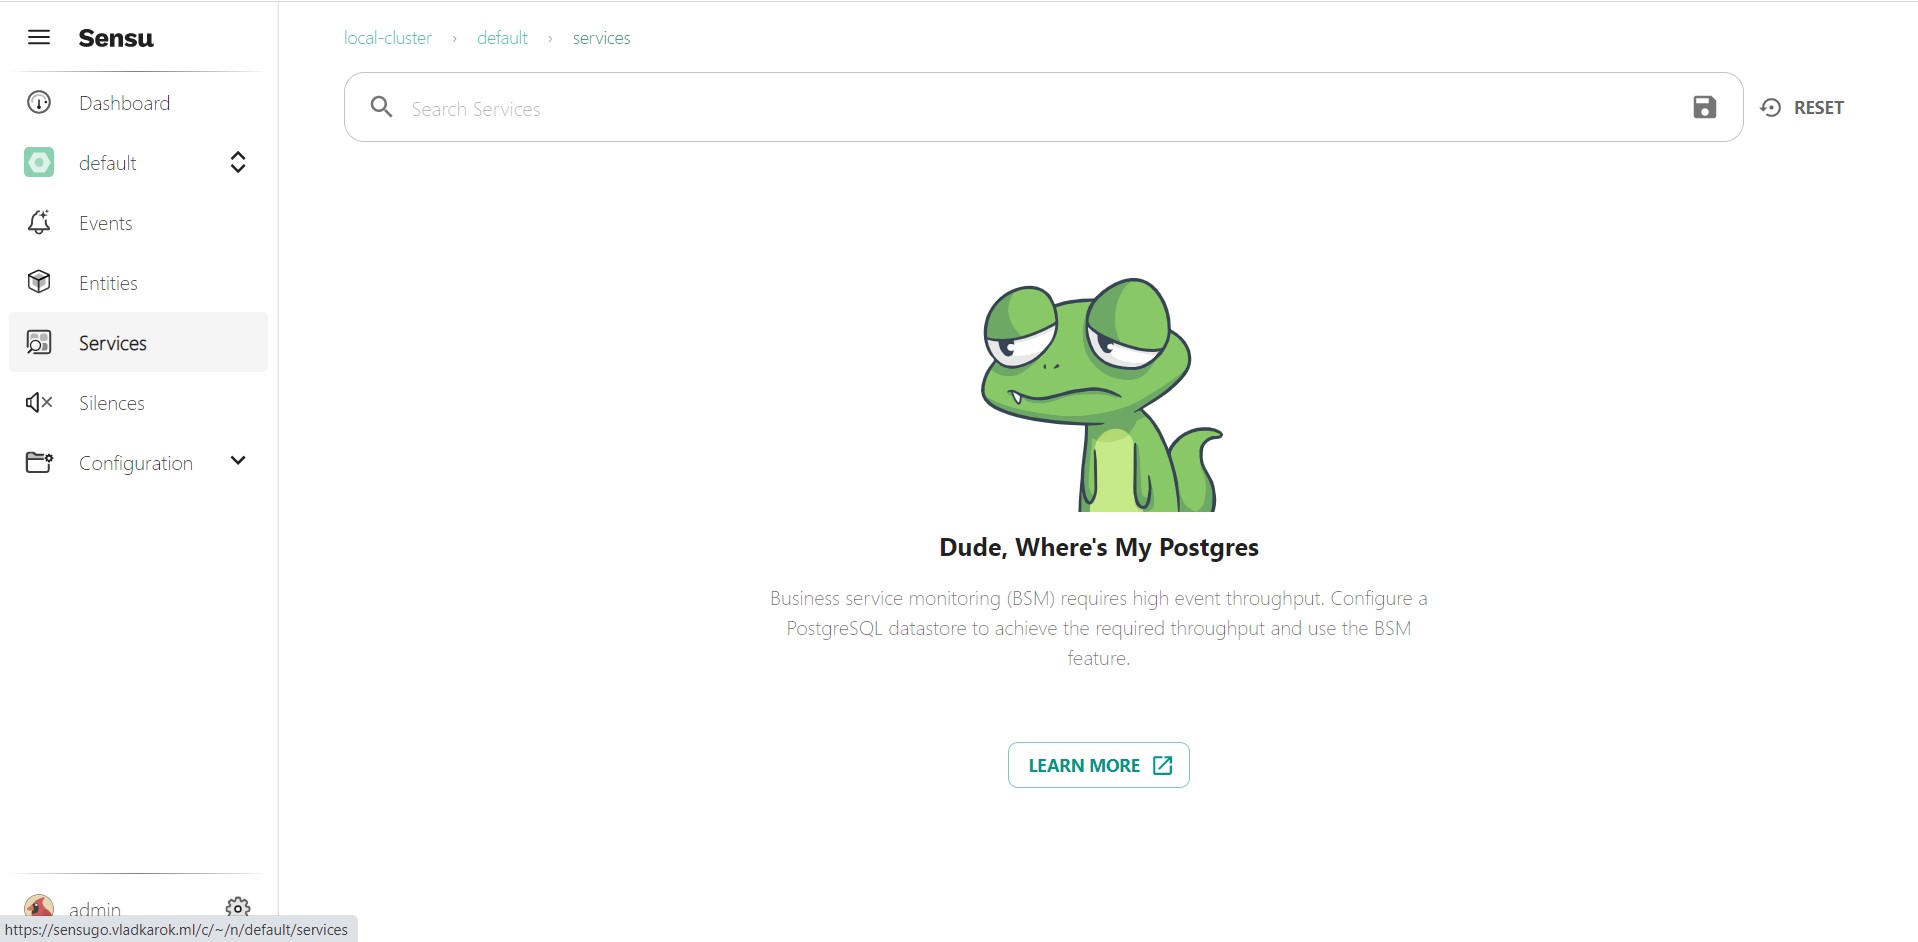 Sensu
local-cluster › default › services
Search Services
RESET
Dashboard
default
Events
Entities
Services
Silences
Configuration
Dude, Where's My Postgres
Business service monitoring (BSM) requires high event throughput. Configure a
PostgreSQL datastore to achieve the required throughput and use the BSM
feature.
LEARN MORE
admin
https://sensugo.vladkarok.ml/c/~/n/default/services